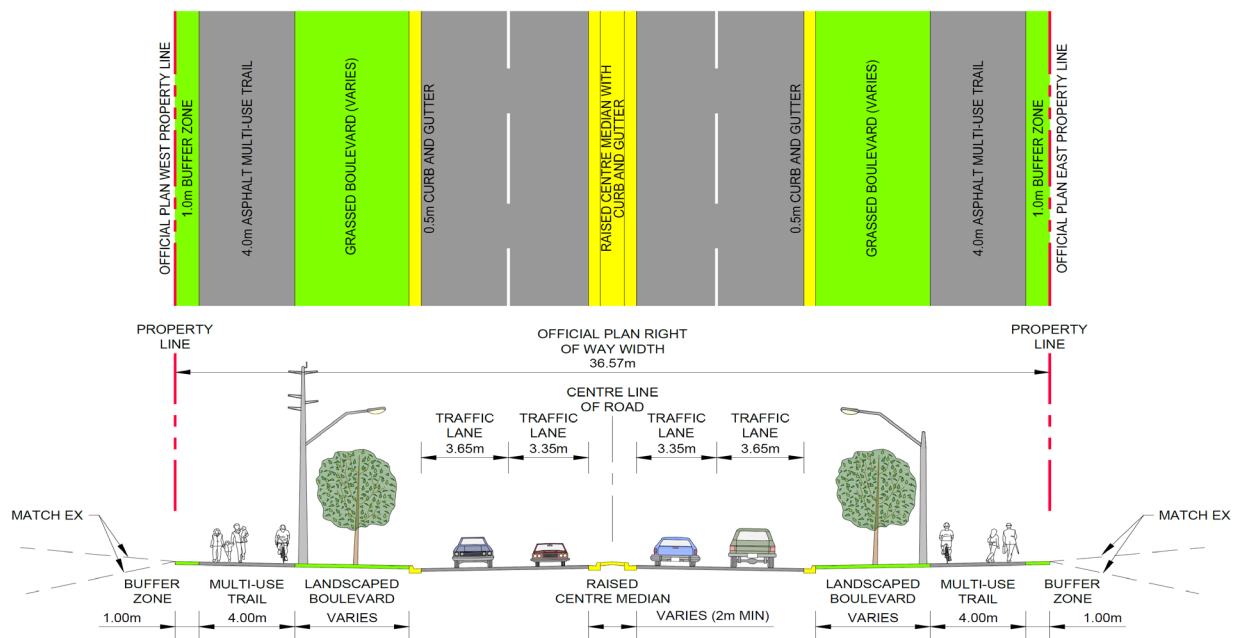 OFFICIAL PLAN WEST PROPERTY LINE
1.0m BUFFER ZONE
4.0m ASPHALT MULTI-USE TRAIL
GRASSED BOULEVARD (VARIES)
0.5m CURB AND GUTTER
RAISED CENTRE MEDIAN WITH
CURB AND GUTTER
0.5m CURB AND GUTTER
GRASSED BOULEVARD (VARIES)
4.0m ASPHALT MULTI-USE TRAIL
1.0m BUFFER ZONE
OFFICIAL PLAN EAST PROPERTY LINE
PROPERTY
LINE
OFFICIAL PLAN RIGHT
OF WAY WIDTH
36.57m
PROPERTY
LINE
CENTRE LINE
OF ROAD
TRAFFIC
LANE
3.65m
TRAFFIC
LANE
3.35m
TRAFFIC
LANE
3.35m
TRAFFIC
LANE
3.65m
MATCH EX
MATCH EX
BUFFER
ZONE
1.00m
MULTI-USE
TRAIL
4.00m
LANDSCAPED
BOULEVARD
VARIES
RAISED
CENTRE MEDIAN
VARIES (2m MIN)
LANDSCAPED
BOULEVARD
VARIES
MULTI-USE
TRAIL
4.00m
BUFFER
ZONE
1.00m